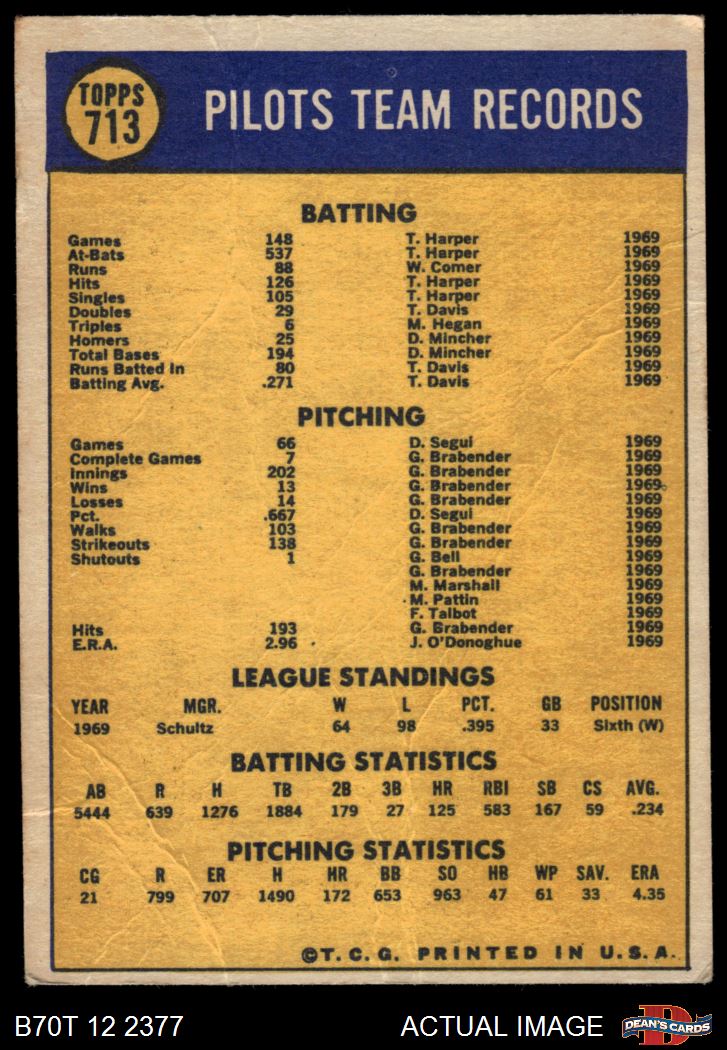 TOPPS
713
PILOTS TEAM RECORDS
BATTING
Games 148 T. Harper 1969
At-Bats 537 T. Harper 1969
Runs 88 W. Comer 1969
Hits 126 T. Harper 1969
Singles 105 T. Harper 1969
Doubles 29 T. Davis 1969
Triples 6 M. Hegan 1969
Homers 25 D. Mincher 1969
Total Bases 194 D. Mincher 1969
Runs Batted In 80 T. Davis 1969
Batting Avg. .271 T. Davis 1969
PITCHING
Games 66 D. Segui 1969
Complete Games 7 G. Brabender 1969
Innings 202 G. Brabender 1969
Wins 13 G. Brabender 1969
Losses 14 G. Brabender 1969
Pct. .667 D. Segui 1969
Walks 103 G. Brabender 1969
Strikeouts 138 G. Brabender 1969
Shutouts 1 G. Bell 1969
G. Brabender 1969
M. Marshall 1969
M. Pattin 1969
F. Talbot 1969
Hits 193 G. Brabender 1969
E.R.A. 2.96 J. O'Donoghue 1969
LEAGUE STANDINGS
YEAR MGR. W L PCT. GB POSITION
1969 Schultz 64 98 .395 33 Sixth (W)
BATTING STATISTICS
AB R H TB 2B 3B HR RBI SB CS AVG.
5444 639 1276 1884 179 27 125 583 167 59 .234
PITCHING STATISTICS
CG R ER H HR BB SO HB WP SAV. ERA
21 799 707 1490 172 653 963 47 61 33 4.35
©T.C.G. PRINTED IN U.S.A.
B70T 12 2377 ACTUAL IMAGE
D
DEAN'S CARDS